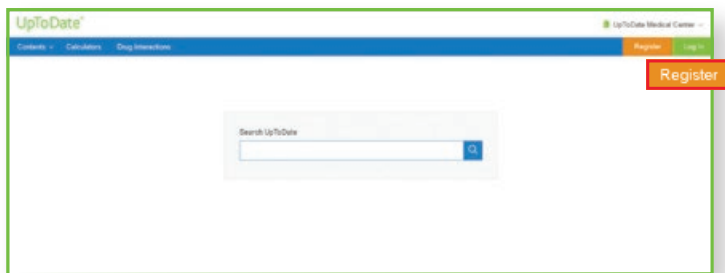 UpToDate®
UpToDate Medical Center
Contents Calculators Drug Interactions Register Log In
Register
Search UpToDate